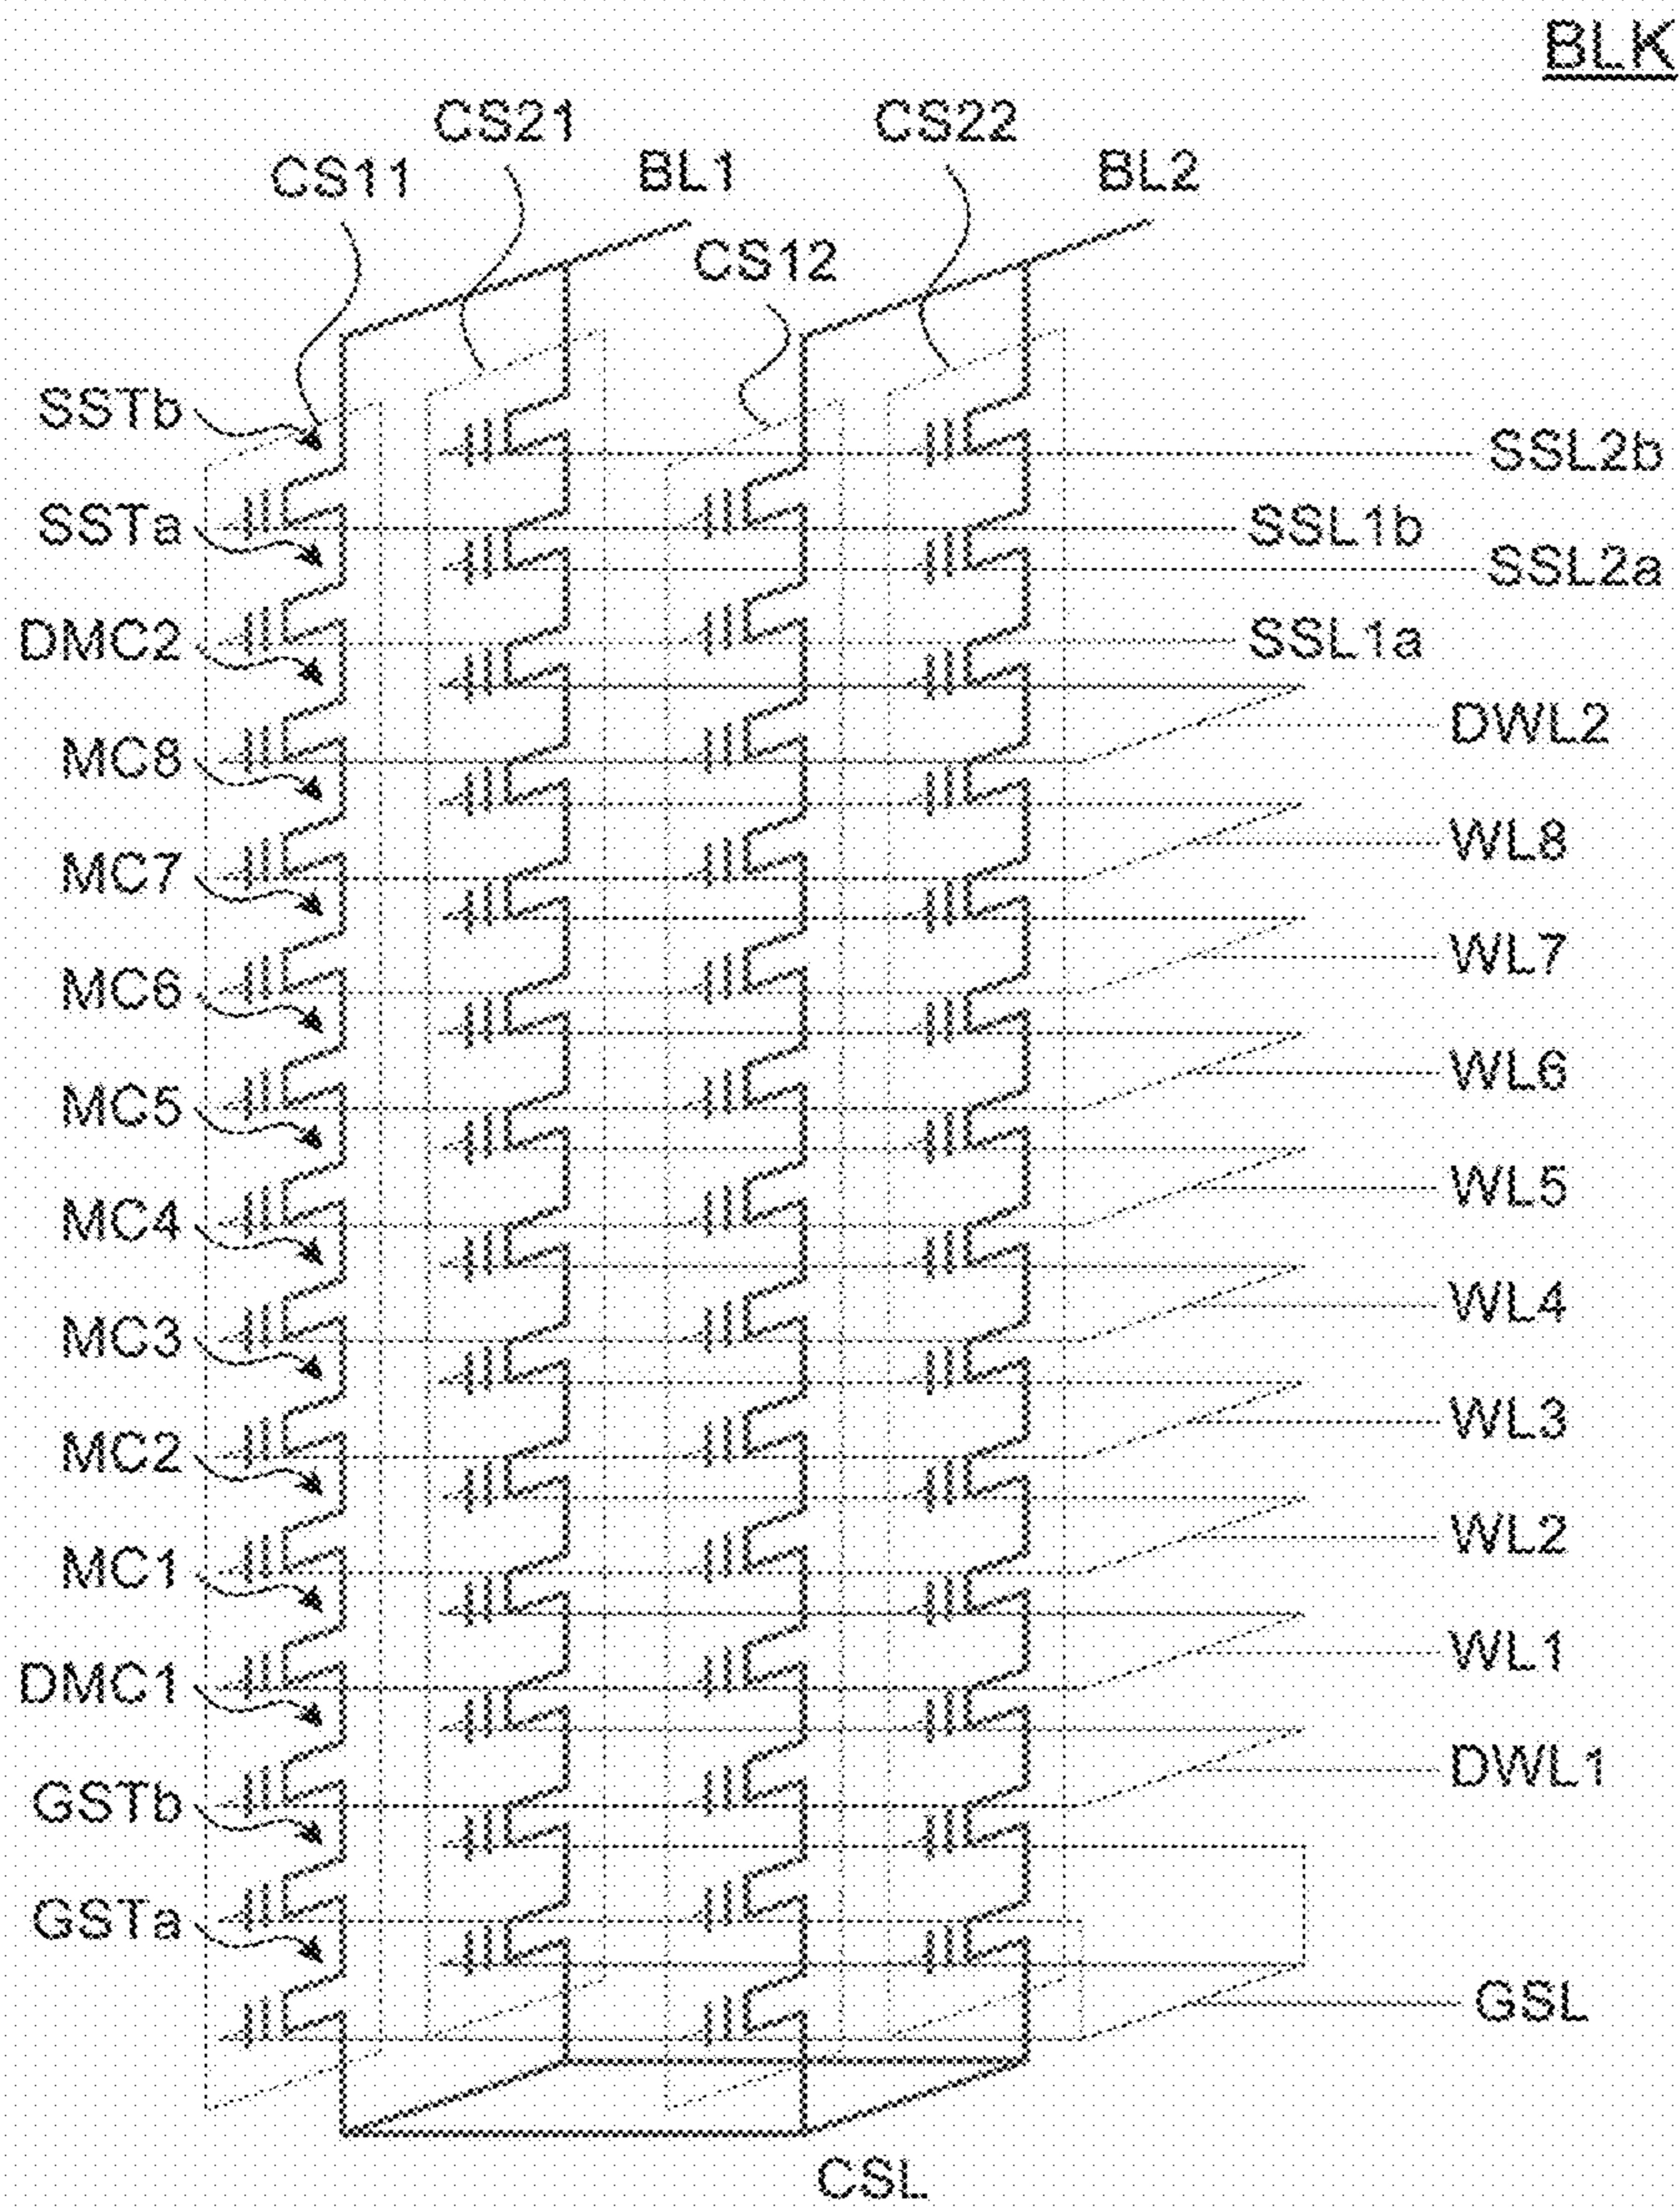 BLK
CS21
CS22
CS11
BL1
BL2
CS12
SSTb
SSL2b
SSTa
SSL1b
SSL2a
DMC2
SSL1a
DWL2
MC8
WL8
MC7
WL7
MC6
WL6
MC5
WL5
MC4
WL4
MC3
WL3
MC2
WL2
MC1
WL1
DMC1
DWL1
GSTb
GSTa
GSL
CSL